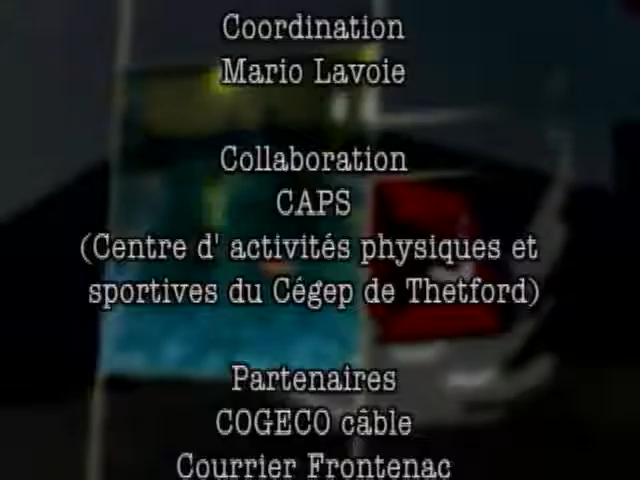 Coordination
Mario Lavoie
Collaboration
CAPS
(Centre d' activités physiques et
sportives du Cégep de Thetford)
Partenaires
COGECO câble
Courrier Frontenac